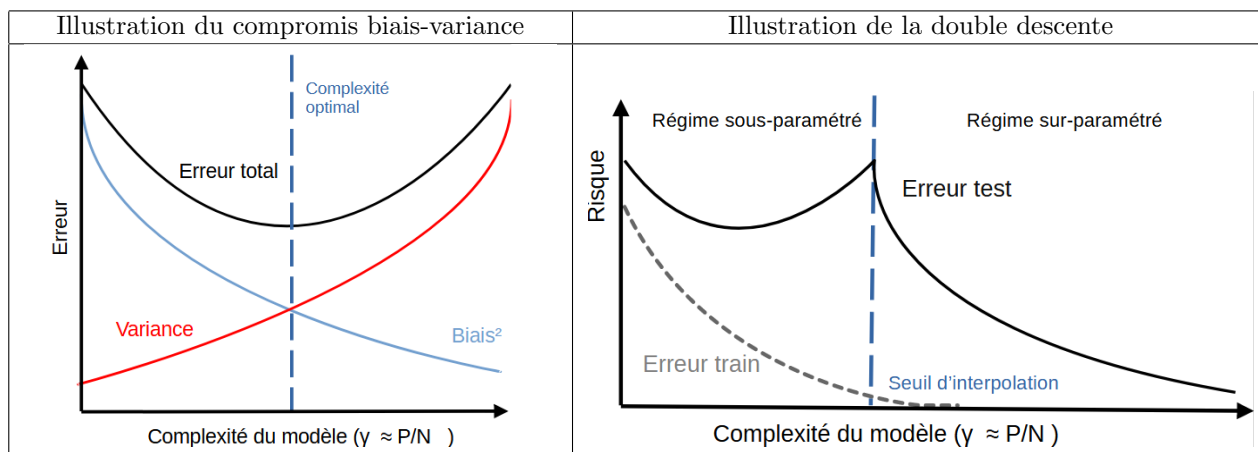 Illustration du compromis biais-variance
Illustration de la double descente
Complexité
optimal
Erreur total
Erreur
Variance
Biais²
Complexité du modèle (γ ≈ P/N )
Régime sous-paramétré
Régime sur-paramétré
Risque
Erreur test
Erreur train
Seuil d'interpolation
Complexité du modèle (γ ≈ P/N )